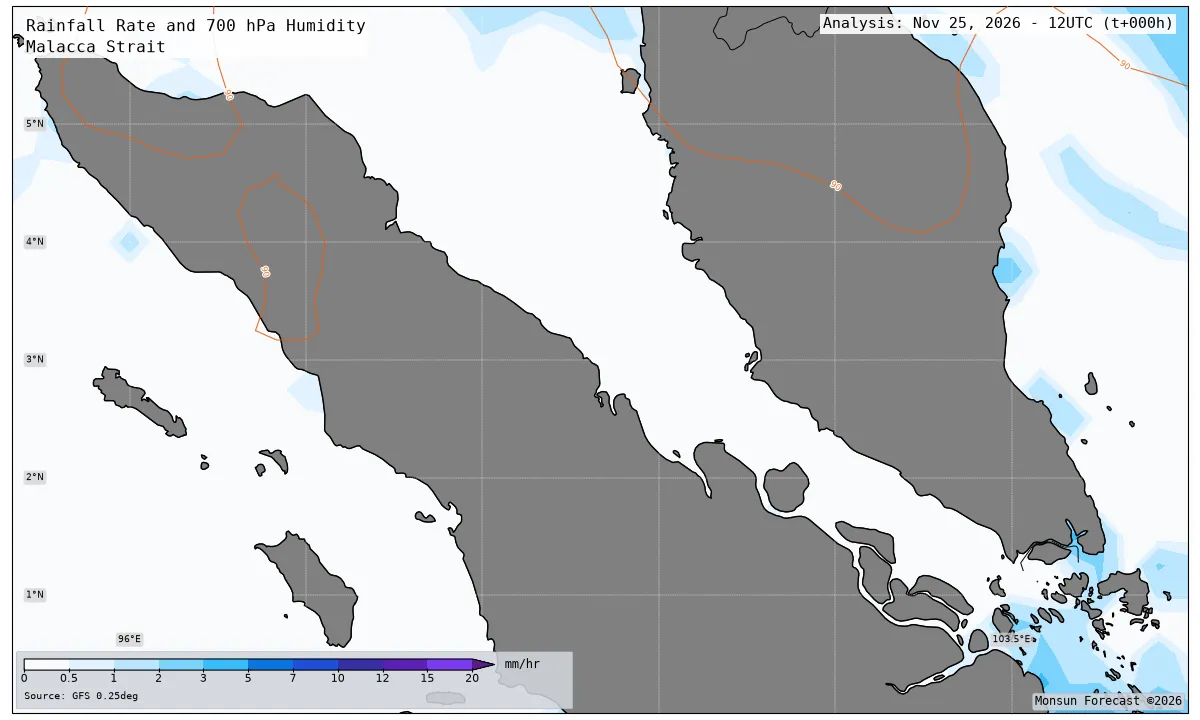 Rainfall Rate and 700 hPa Humidity
Malacca Strait
Analysis: Nov 25, 2026 - 12UTC (t+000h)
90
90
5°N
90
4°N
90
3°N
2°N
1°N
96°E
103.5°E
mm/hr
0 0.5 1 2 3 5 7 10 12 15 20
Source: GFS 0.25deg
Monsun Forecast ©2026